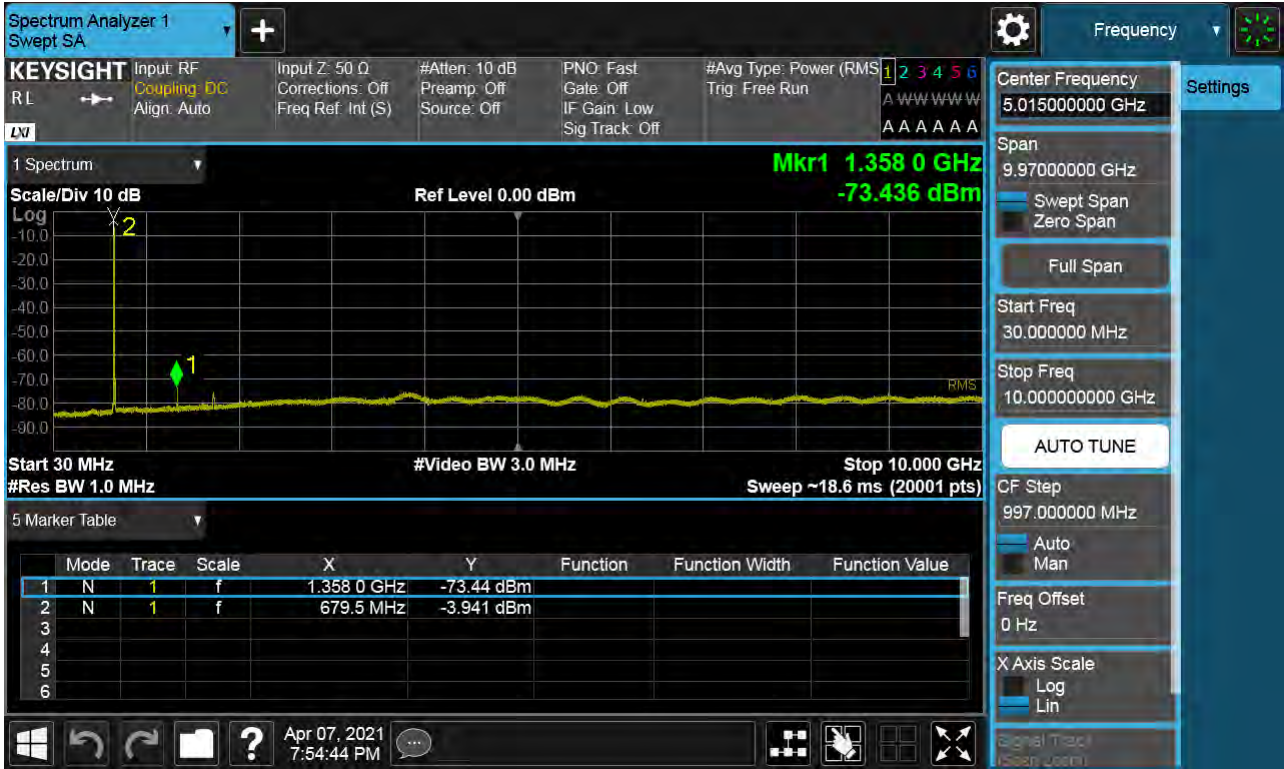 Spectrum Analyzer 1
Swept SA
+
Frequency
KEYSIGHT Input: RF Input Z: 50 Ω #Atten: 10 dB PNO: Fast #Avg Type: Power (RMS 1 2 3 4 5 6
RL Coupling: DC Corrections: Off Preamp: Off Gate: Off Trig: Free Run
Align: Auto Freq Ref: Int (S) Source: Off IF Gain: Low A W W W W W
LXI Sig Track: Off A A A A A A
1 Spectrum
Mkr1 1.358 0 GHz
Scale/Div 10 dB Ref Level 0.00 dBm -73.436 dBm
Log
2
-10.0
-20.0
-30.0
-40.0
-50.0
-60.0
1
-70.0
RMS
-80.0
-90.0
Start 30 MHz #Video BW 3.0 MHz Stop 10.000 GHz
#Res BW 1.0 MHz Sweep ~18.6 ms (20001 pts)
5 Marker Table
Mode Trace Scale X Y Function Function Width Function Value
1 N 1 f 1.358 0 GHz -73.44 dBm
2 N 1 f 679.5 MHz -3.941 dBm
3
4
5
6
? Apr 07, 2021
7:54:44 PM
Center Frequency
5.015000000 GHz
Settings
Span
9.97000000 GHz
Swept Span
Zero Span
Full Span
Start Freq
30.000000 MHz
Stop Freq
10.000000000 GHz
AUTO TUNE
CF Step
997.000000 MHz
Auto
Man
Freq Offset
0 Hz
X Axis Scale
Log
Lin
Signal Track
(Span Zoom)